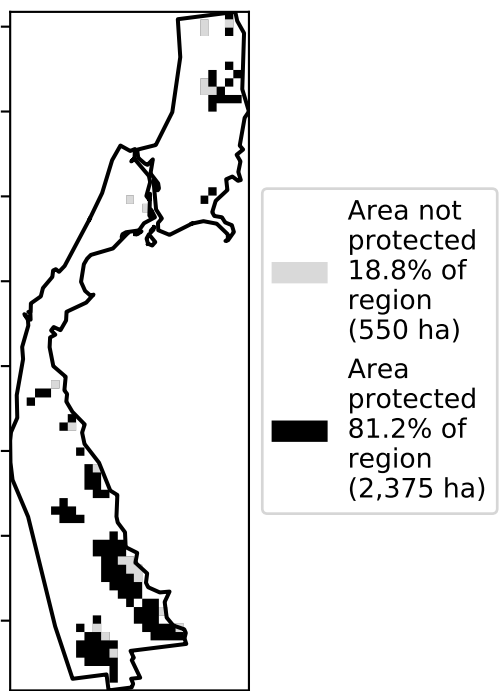 Area not
protected
18.8% of
region
(550 ha)
Area
protected
81.2% of
region
(2,375 ha)